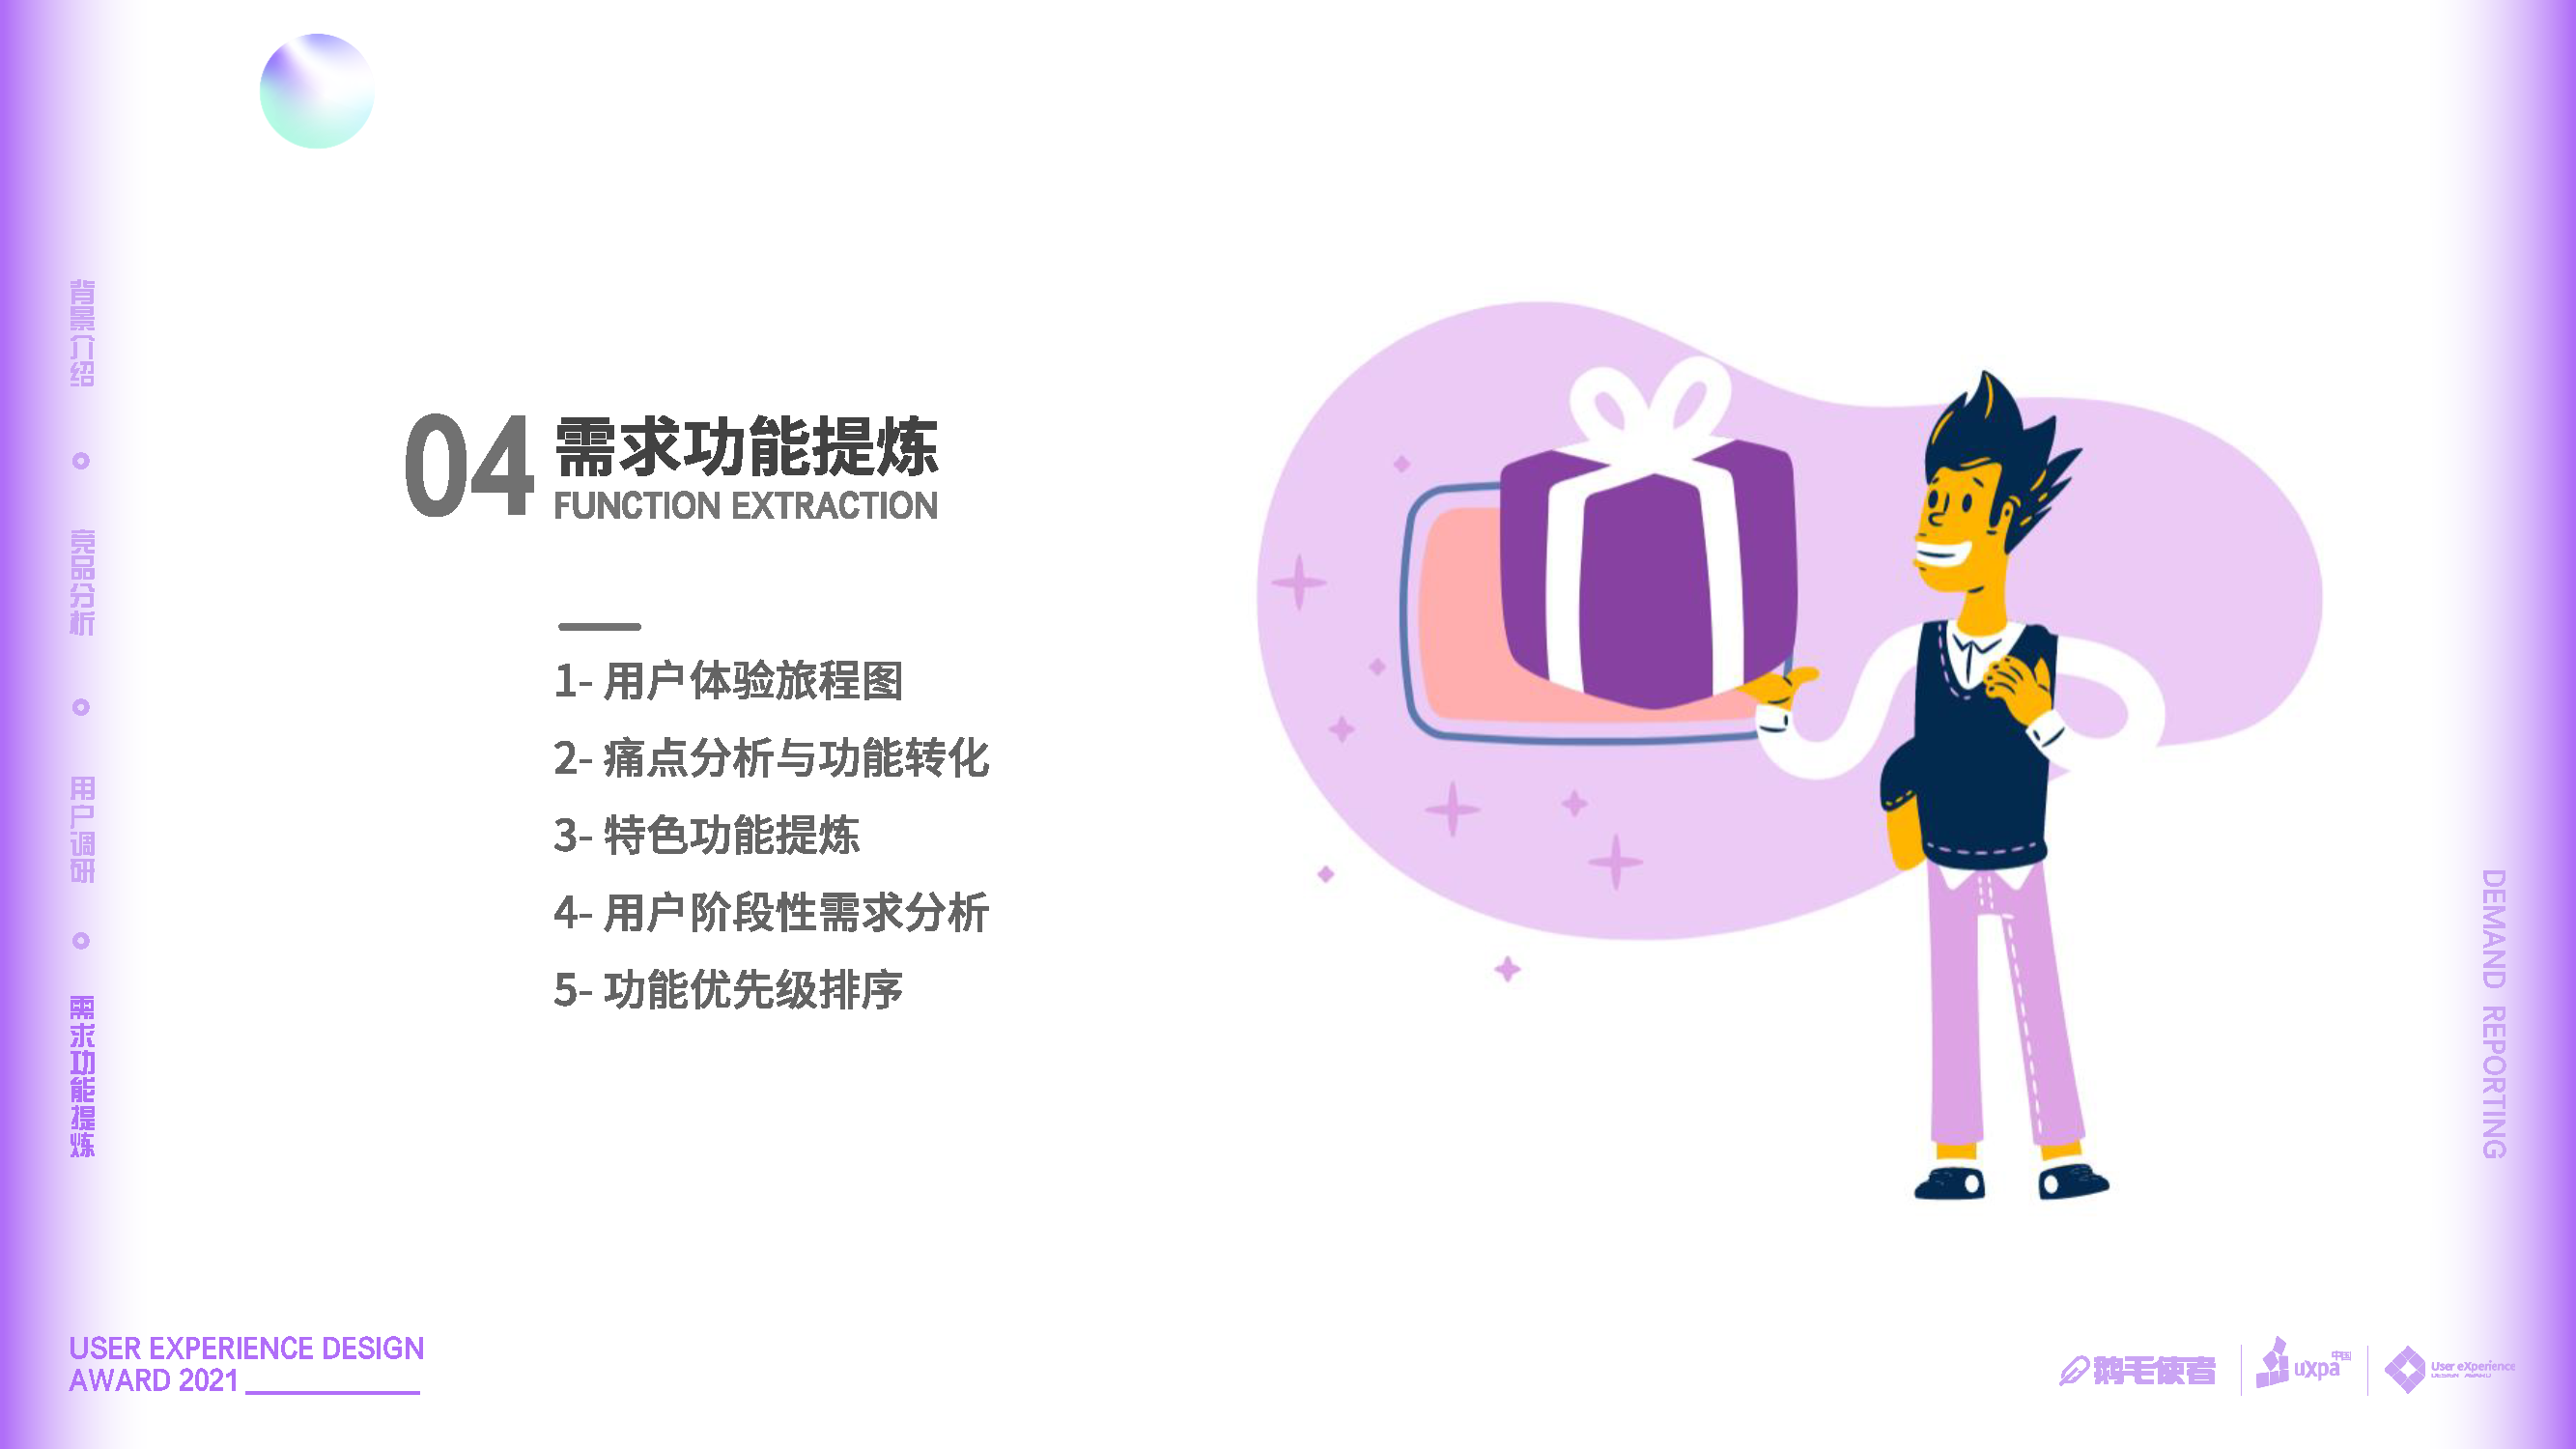 背景介绍
竞品分析
用户调研
需求功能提炼
04 需求功能提炼
FUNCTION EXTRACTION
1- 用户体验旅程图
2- 痛点分析与功能转化
3- 特色功能提炼
4- 用户阶段性需求分析
5- 功能优先级排序
DEMAND REPORTING
USER EXPERIENCE DESIGN
AWARD 2021
鹅毛使者
uxpa 中国
User eXperience